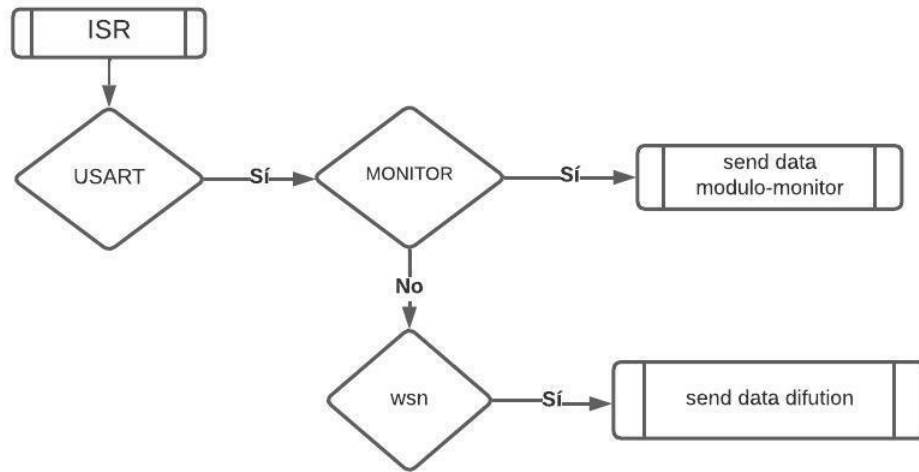 ISR
USART
Sí
MONITOR
Sí
send data
modulo-monitor
No
wsn
Sí
send data difution